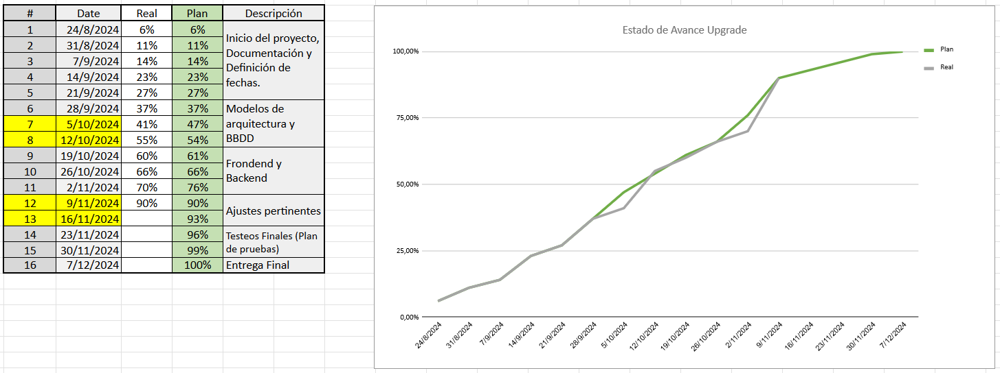 # Date Real Plan Descripción
1 24/8/2024 6% 6%
2 31/8/2024 11% 11%
3 7/9/2024 14% 14%
4 14/9/2024 23% 23%
5 21/9/2024 27% 27%
Inicio del proyecto,
Documentación y
Definición de
fechas.
6 28/9/2024 37% 37%
7 5/10/2024 41% 47%
8 12/10/2024 55% 54%
Modelos de
arquitectura y
BBDD
9 19/10/2024 60% 61%
10 26/10/2024 66% 66%
11 2/11/2024 70% 76%
Frondend y
Backend
12 9/11/2024 90% 90%
13 16/11/2024 93%
Ajustes pertinentes
14 23/11/2024 96%
15 30/11/2024 99%
Testeos Finales (Plan
de pruebas)
16 7/12/2024 100% Entrega Final
Estado de Avance Upgrade
100,00%
75,00%
50,00%
25,00%
0,00%
24/8/2024
31/8/2024
7/9/2024
14/9/2024
21/9/2024
28/9/2024
5/10/2024
12/10/2024
19/10/2024
26/10/2024
2/11/2024
9/11/2024
16/11/2024
23/11/2024
30/11/2024
7/12/2024
Plan
Real